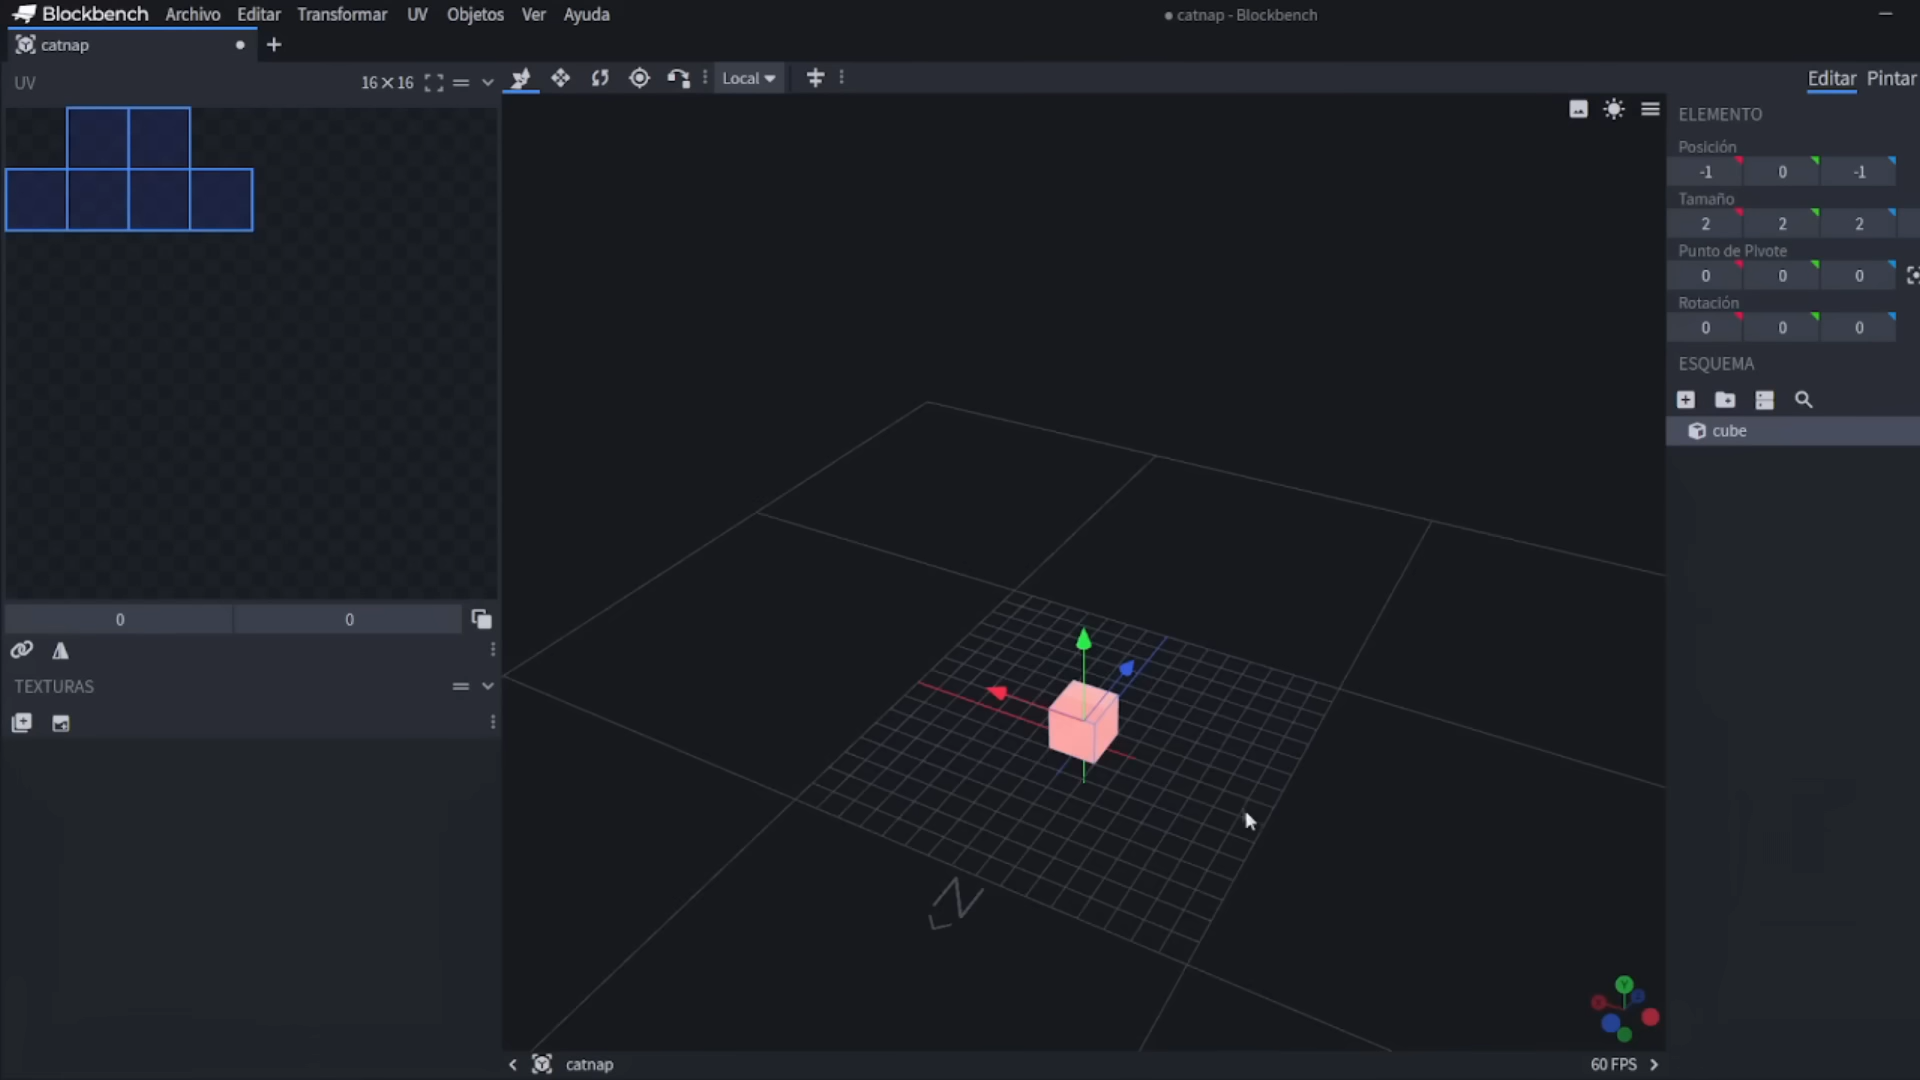 Blockbench Archivo Editar Transformar UV Objetos Ver Ayuda
● catnap - Blockbench
catnap
UV 16×16
Local
Editar Pintar
ELEMENTO
Posición
-1 0 -1
Tamaño
2 2 2
Punto de Pivote
0 0 0
Rotación
0 0 0
ESQUEMA
cube
0 0
TEXTURAS
N
Y
catnap
60 FPS